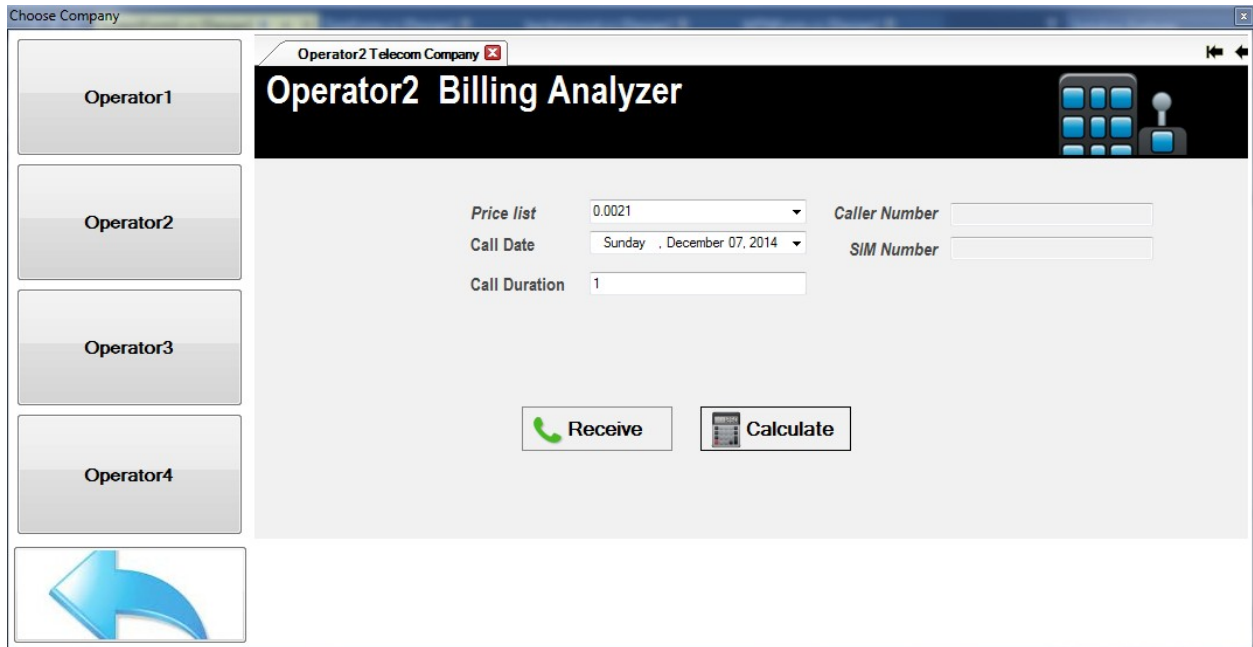 Choose Company
Operator1
Operator2
Operator3
Operator4
Operator2 Telecom Company
Operator2 Billing Analyzer
Price list 0.0021 Caller Number
Call Date Sunday , December 07, 2014 SIM Number
Call Duration 1
Receive Calculate